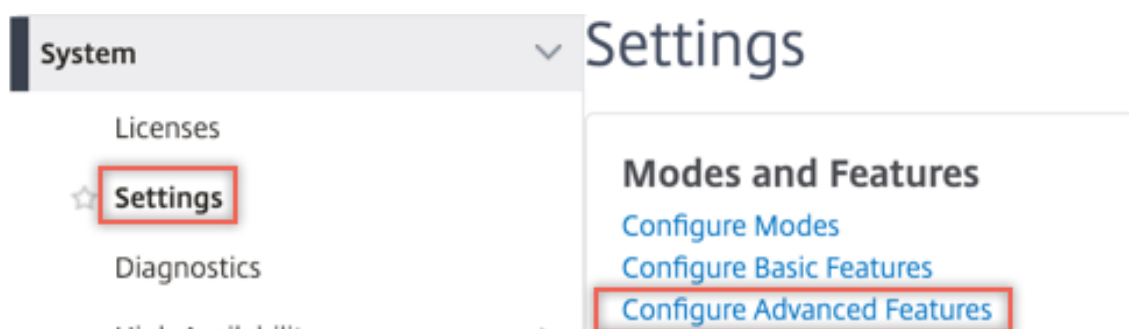 System
Licenses
Settings
Diagnostics
Settings
Modes and Features
Configure Modes
Configure Basic Features
Configure Advanced Features